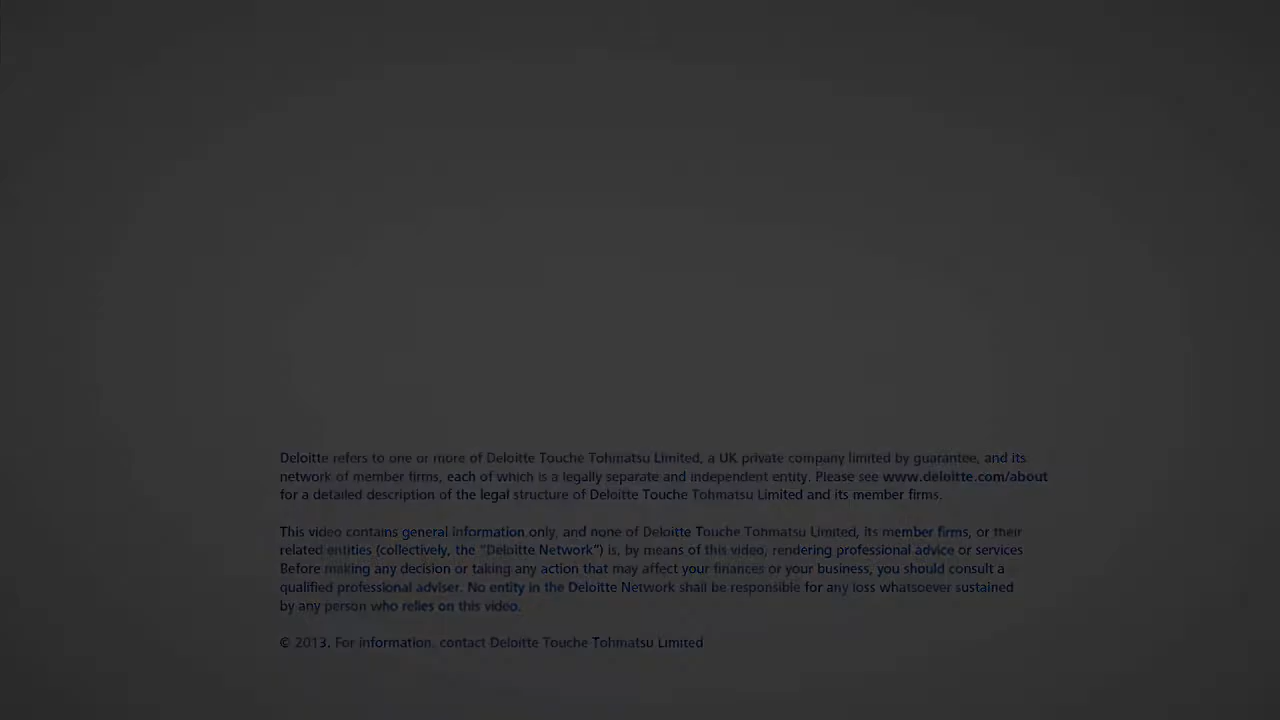 Deloitte refers to one or more of Deloitte Touche Tohmatsu Limited, a UK private company limited by guarantee, and its
network of member firms, each of which is a legally separate and independent entity. Please see www.deloitte.com/about
for a detailed description of the legal structure of Deloitte Touche Tohmatsu Limited and its member firms.
This video contains general information only, and none of Deloitte Touche Tohmatsu Limited, its member firms, or their
related entities (collectively, the “Deloitte Network”) is, by means of this video, rendering professional advice or services
Before making any decision or taking any action that may affect your finances or your business, you should consult a
qualified professional adviser. No entity in the Deloitte Network shall be responsible for any loss whatsoever sustained
by any person who relies on this video.
© 2013. For information, contact Deloitte Touche Tohmatsu Limited